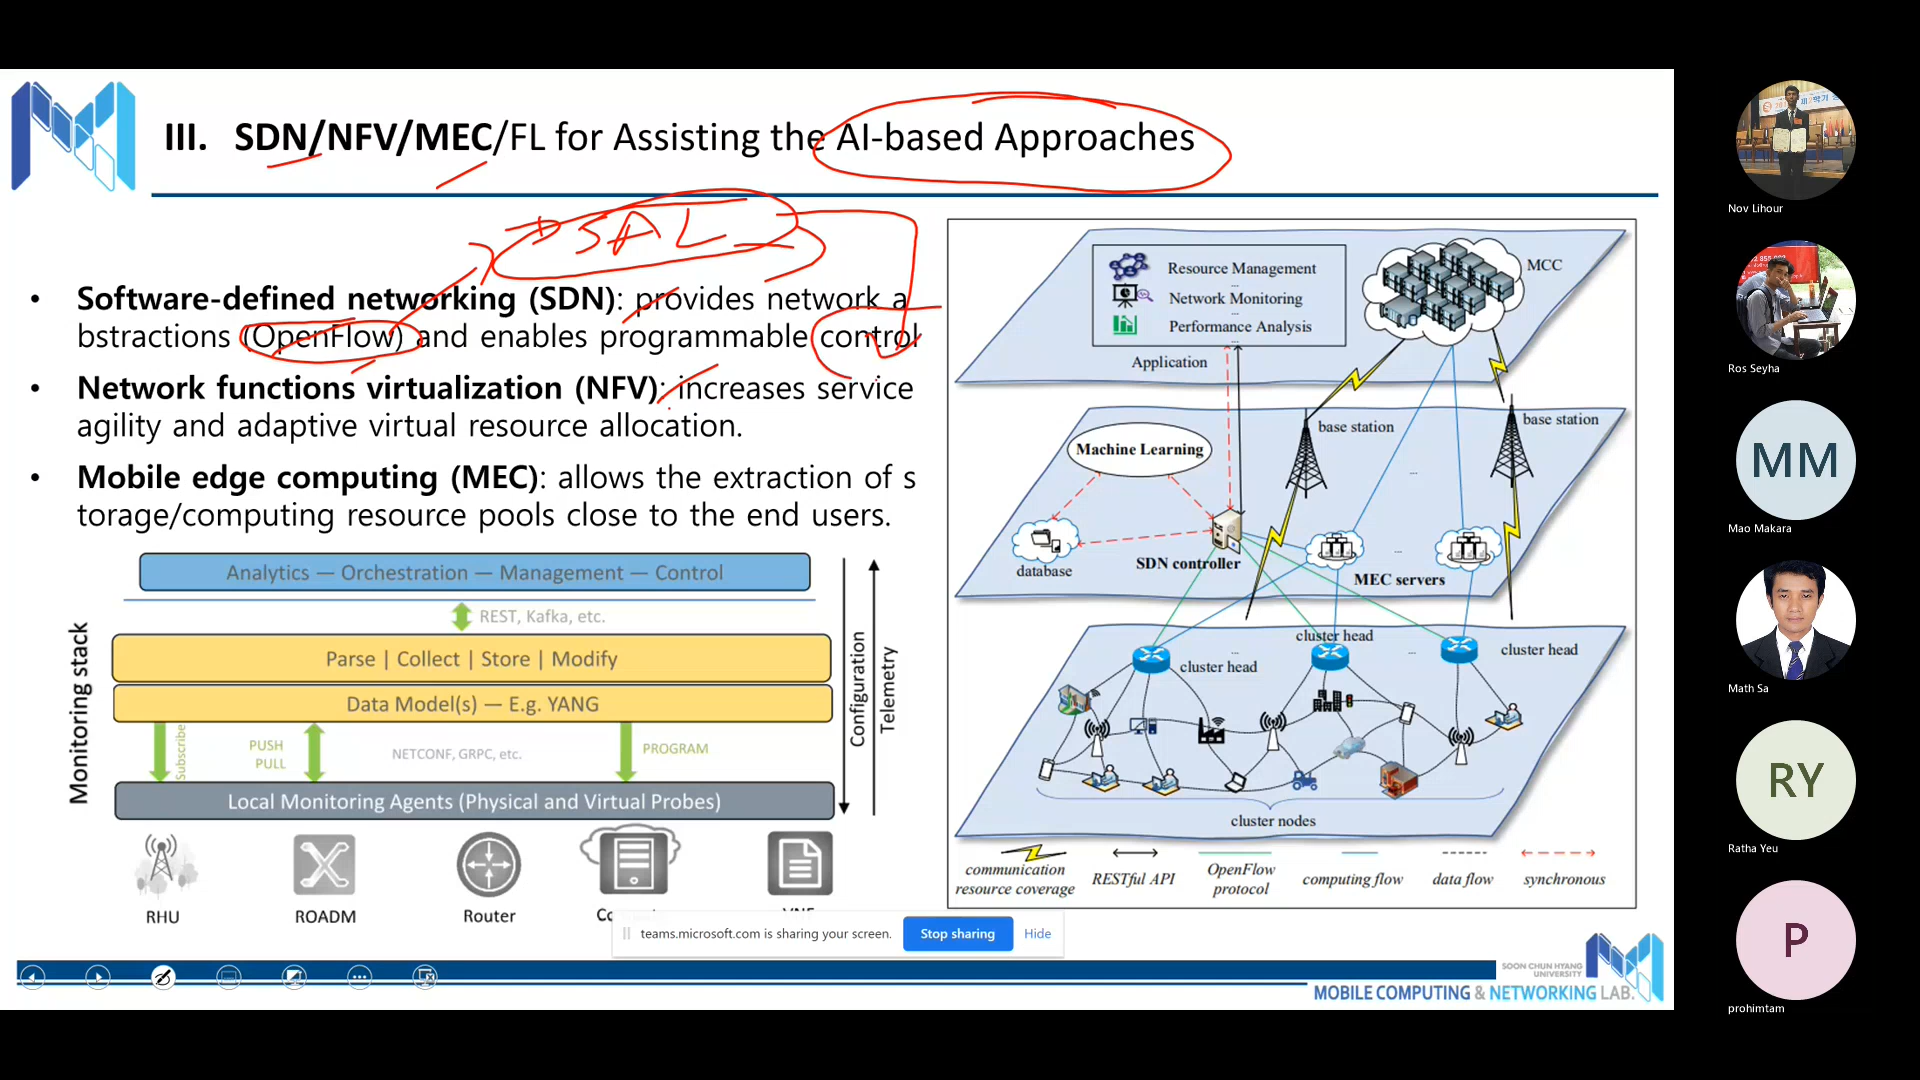 III. SDN/NFV/MEC/FL for Assisting the AI-based Approaches
SAL
• Software-defined networking (SDN): provides network a
bstractions (OpenFlow) and enables programmable control
• Network functions virtualization (NFV): increases service
agility and adaptive virtual resource allocation.
• Mobile edge computing (MEC): allows the extraction of s
torage/computing resource pools close to the end users.
Monitoring stack
Analytics — Orchestration — Management — Control
REST, Kafka, etc.
Parse | Collect | Store | Modify
Data Model(s) — E.g. YANG
Subscribe
PUSH
PULL
NETCONF, GRPC, etc.
PROGRAM
Local Monitoring Agents (Physical and Virtual Probes)
Configuration
Telemetry
RHU
ROADM
Router
Resource Management
...
Network Monitoring
...
Performance Analysis
...
Application
MCC
base station
base station
...
Machine Learning
database
SDN controller
...
MEC servers
cluster head
cluster head
cluster head
...
...
cluster nodes
communication
resource coverage
RESTful API
OpenFlow
protocol
computing flow
data flow
synchronous
teams.microsoft.com is sharing your screen.
Stop sharing
Hide
SOON CHUN HYANG
UNIVERSITY
MOBILE COMPUTING & NETWORKING LAB.
Nov Lihour
Ros Seyha
MM
Mao Makara
Math Sa
RY
Ratha Yeu
P
prohimtam